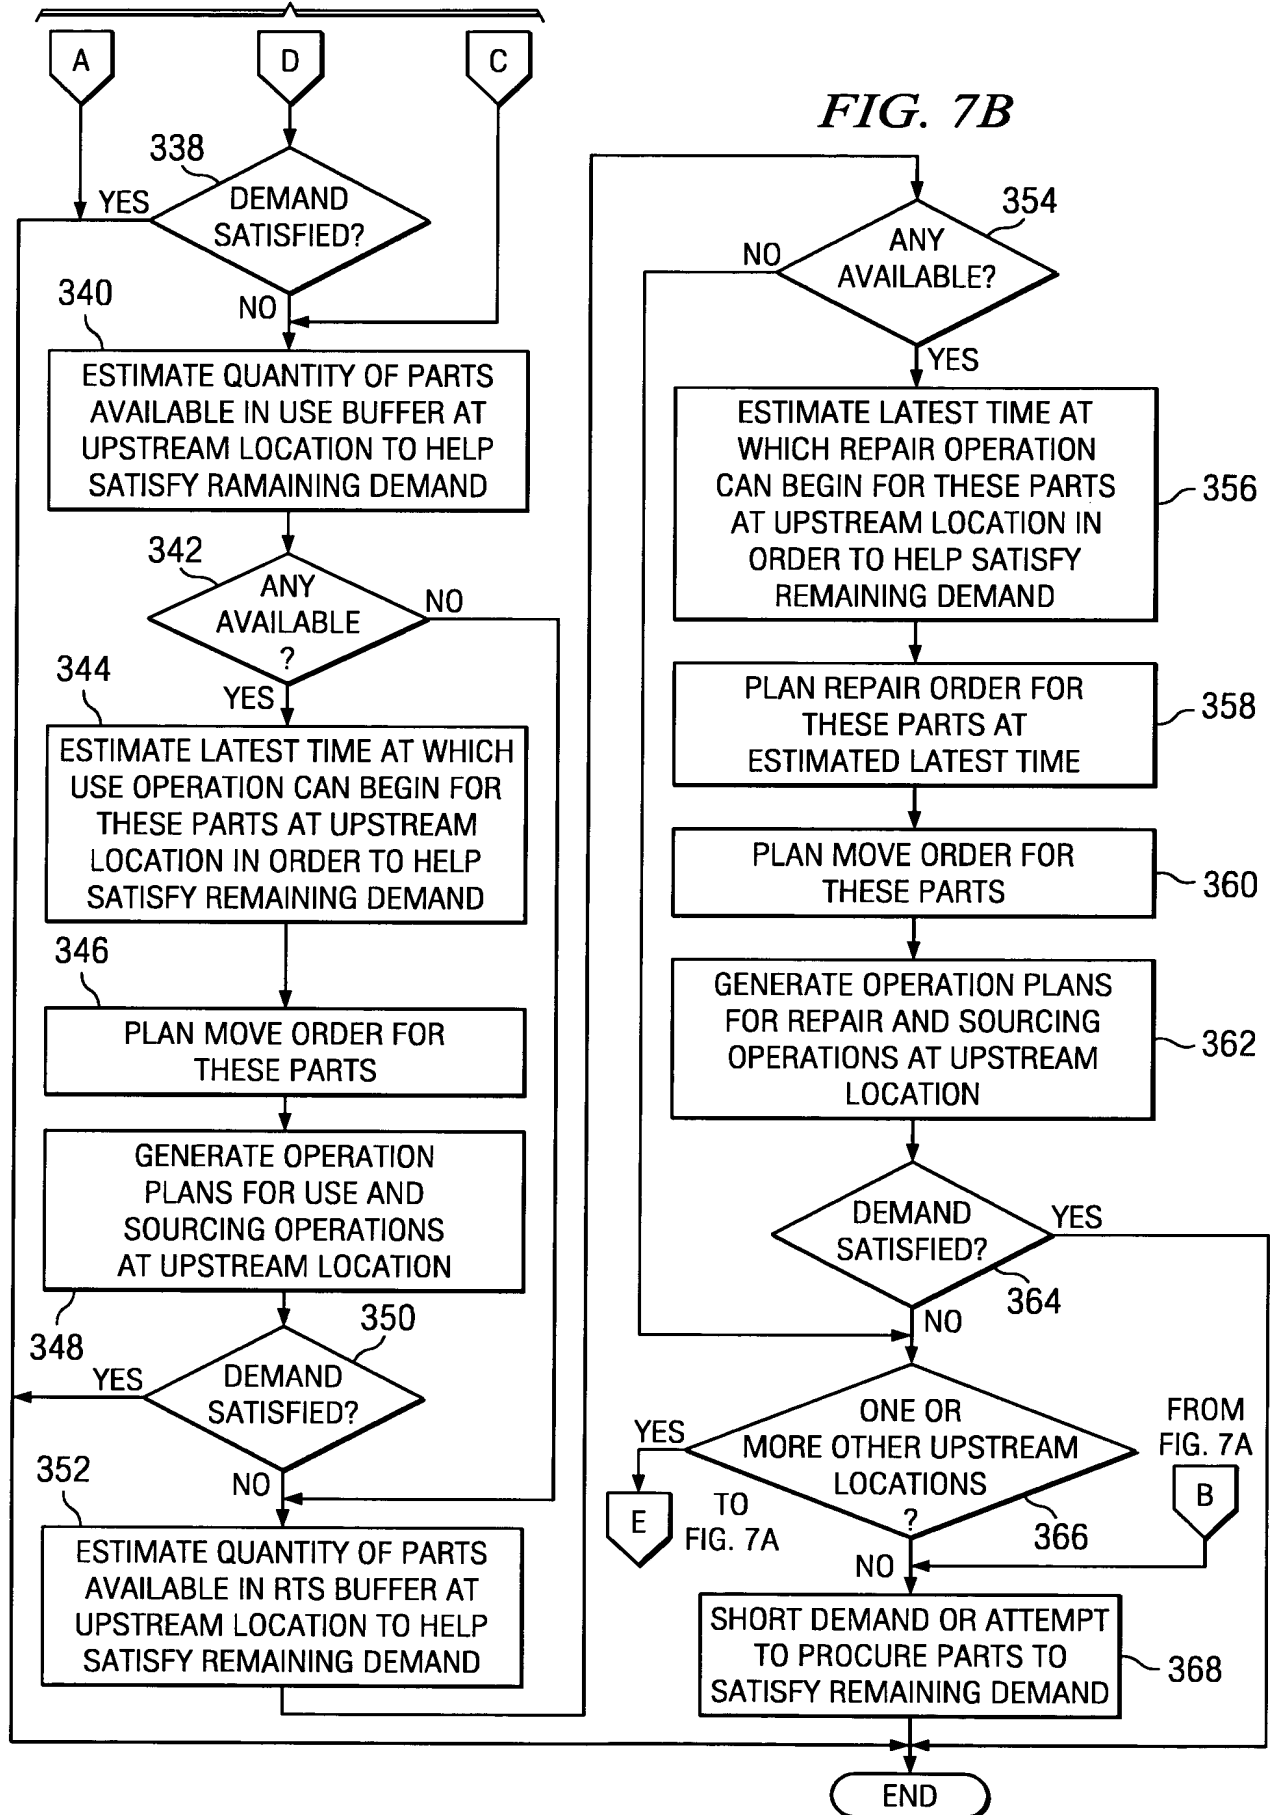 A
D
C
FIG. 7B
338
DEMAND
SATISFIED?
YES
NO
340
ESTIMATE QUANTITY OF PARTS
AVAILABLE IN USE BUFFER AT
UPSTREAM LOCATION TO HELP
SATISFY RAMAINING DEMAND
342
ANY
AVAILABLE
?
NO
YES
344
ESTIMATE LATEST TIME AT WHICH
USE OPERATION CAN BEGIN FOR
THESE PARTS AT UPSTREAM
LOCATION IN ORDER TO HELP
SATISFY REMAINING DEMAND
346
PLAN MOVE ORDER FOR
THESE PARTS
GENERATE OPERATION
PLANS FOR USE AND
SOURCING OPERATIONS
AT UPSTREAM LOCATION
348
350
YES
DEMAND
SATISFIED?
NO
352
ESTIMATE QUANTITY OF PARTS
AVAILABLE IN RTS BUFFER AT
UPSTREAM LOCATION TO HELP
SATISFY REMAINING DEMAND
354
ANY
AVAILABLE?
NO
YES
ESTIMATE LATEST TIME AT
WHICH REPAIR OPERATION
CAN BEGIN FOR THESE PARTS
AT UPSTREAM LOCATION IN
ORDER TO HELP SATISFY
REMAINING DEMAND
356
PLAN REPAIR ORDER FOR
THESE PARTS AT
ESTIMATED LATEST TIME
358
PLAN MOVE ORDER FOR
THESE PARTS
360
GENERATE OPERATION PLANS
FOR REPAIR AND SOURCING
OPERATIONS AT UPSTREAM
LOCATION
362
DEMAND
SATISFIED?
YES
364
NO
ONE OR
MORE OTHER UPSTREAM
LOCATIONS
?
YES
366
E
TO
FIG. 7A
FROM
FIG. 7A
B
NO
SHORT DEMAND OR ATTEMPT
TO PROCURE PARTS TO
SATISFY REMAINING DEMAND
368
END